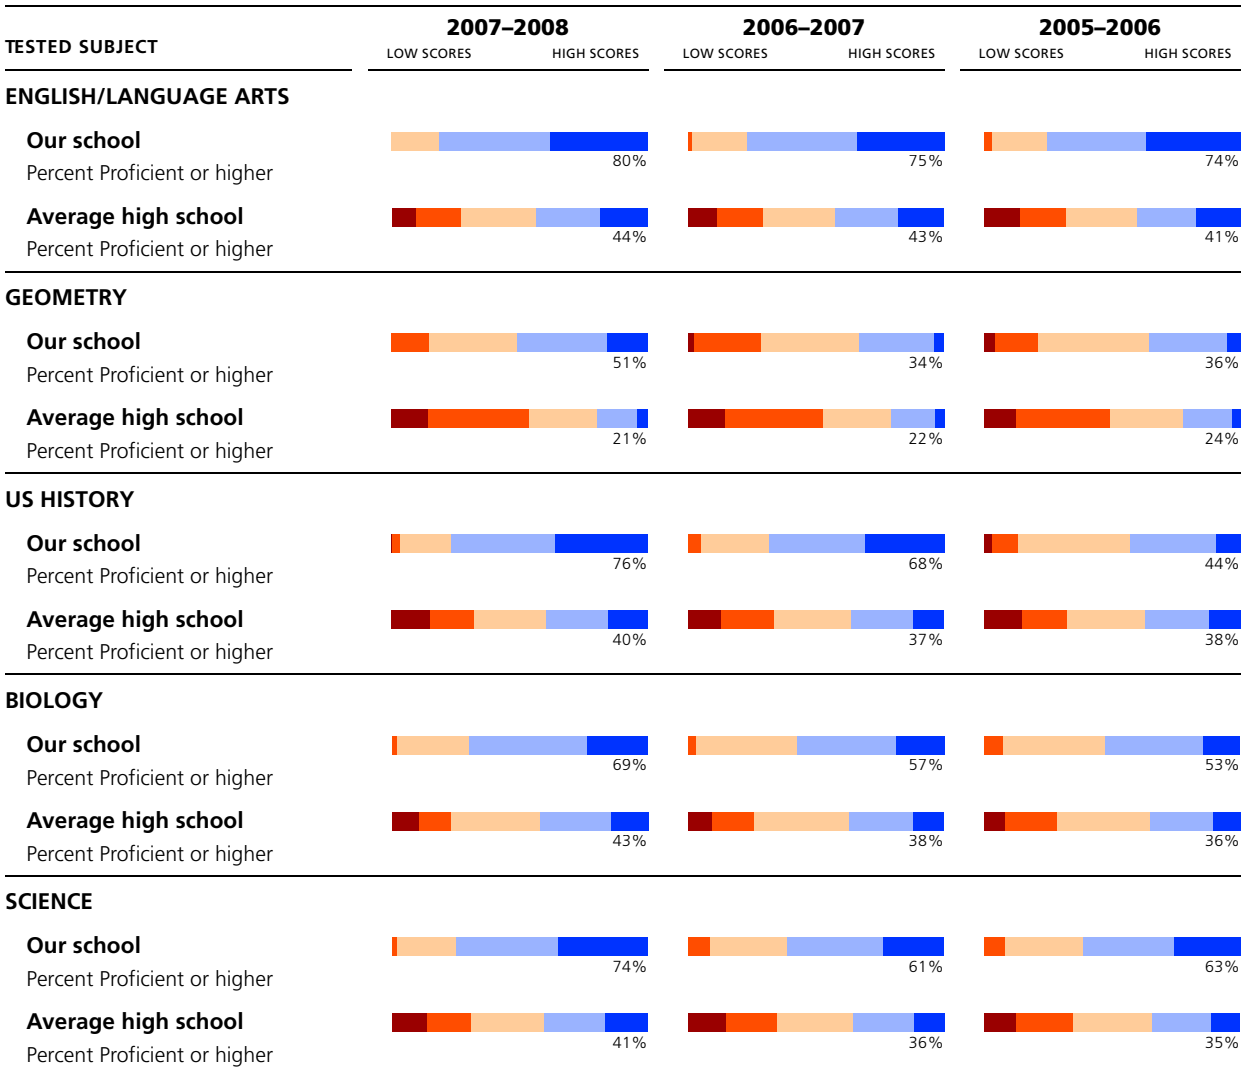 2007–2008 2006–2007 2005–2006
TESTED SUBJECT LOW SCORES HIGH SCORES LOW SCORES HIGH SCORES LOW SCORES HIGH SCORES
ENGLISH/LANGUAGE ARTS
Our school
Percent Proficient or higher 80% 75% 74%
Average high school
Percent Proficient or higher 44% 43% 41%
GEOMETRY
Our school
Percent Proficient or higher 51% 34% 36%
Average high school
Percent Proficient or higher 21% 22% 24%
US HISTORY
Our school
Percent Proficient or higher 76% 68% 44%
Average high school
Percent Proficient or higher 40% 37% 38%
BIOLOGY
Our school
Percent Proficient or higher 69% 57% 53%
Average high school
Percent Proficient or higher 43% 38% 36%
SCIENCE
Our school
Percent Proficient or higher 74% 61% 63%
Average high school
Percent Proficient or higher 41% 36% 35%